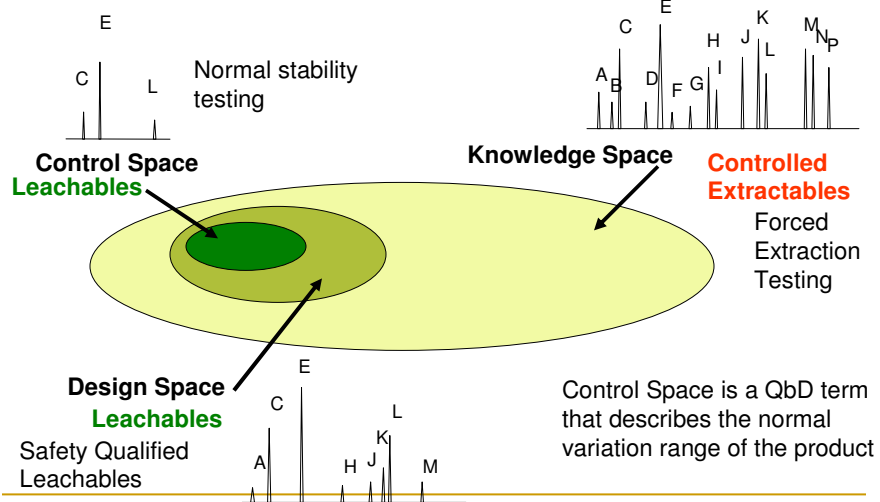 E
C
L
Normal stability
testing
Control Space
Leachables
E
C
K
M
N
P
J
H
L
I
A
B
D
F
G
Knowledge Space
Controlled
Extractables
Forced
Extraction
Testing
Design Space
Leachables
Safety Qualified
Leachables
E
C
L
K
A
H
J
M
Control Space is a QbD term
that describes the normal
variation range of the product